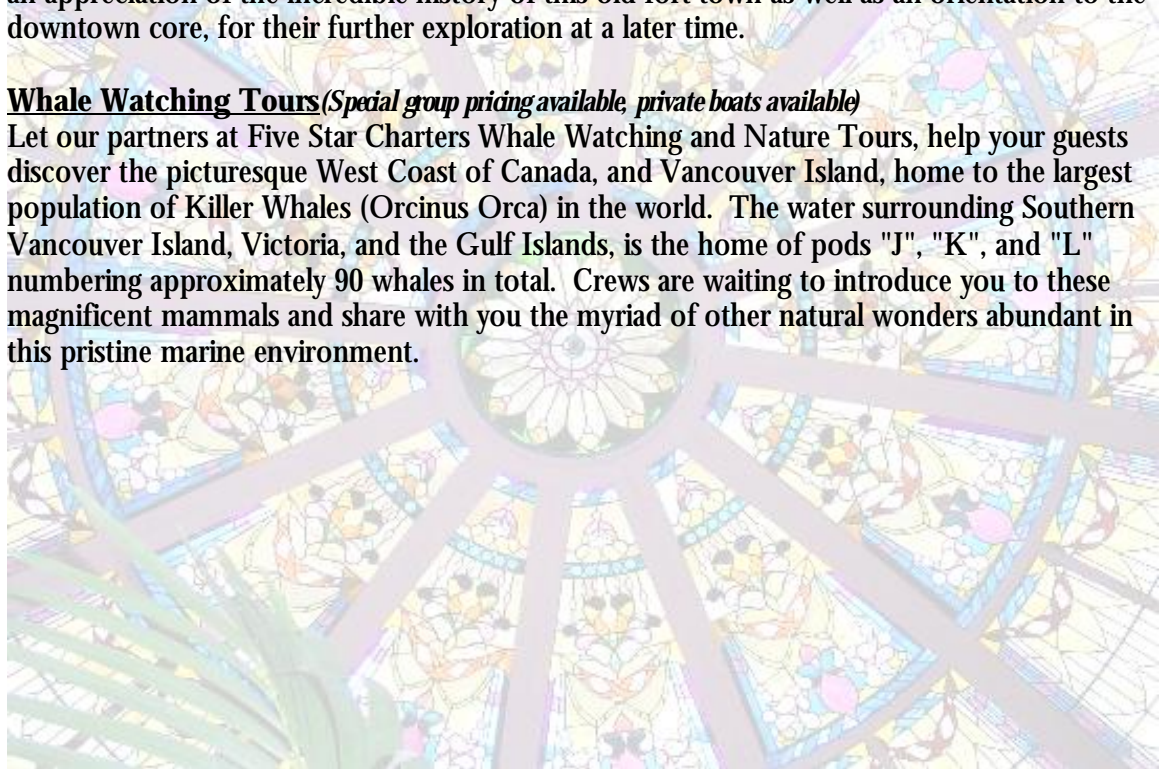 an appreciation of the incredible history of this old fort town as well as an orientation to the
downtown core, for their further exploration at a later time.
Whale Watching Tours (Special group pricing available, private boats available)
Let our partners at Five Star Charters Whale Watching and Nature Tours, help your guests
discover the picturesque West Coast of Canada, and Vancouver Island, home to the largest
population of Killer Whales (Orcinus Orca) in the world.  The water surrounding Southern
Vancouver Island, Victoria, and the Gulf Islands, is the home of pods "J", "K", and "L"
numbering approximately 90 whales in total.  Crews are waiting to introduce you to these
magnificent mammals and share with you the myriad of other natural wonders abundant in
this pristine marine environment.